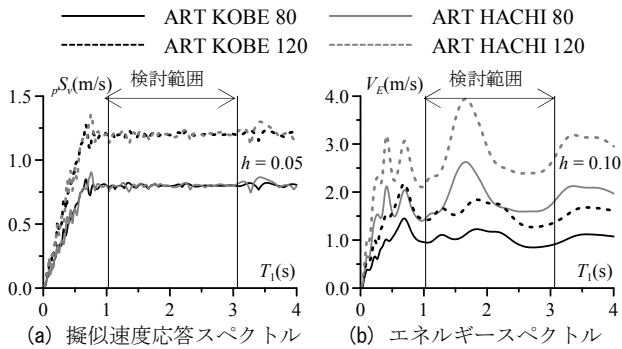 ART KOBE 80 ART HACHI 80
ART KOBE 120 ART HACHI 120
pSv(m/s) 検討範囲
1.5
1.0
0.5
0.0
h = 0.05
T1(s)
0 1 2 3 4
(a) 擬似速度応答スペクトル
VE(m/s) 検討範囲
4.0
3.0
2.0
1.0
0.0
h = 0.10
T1(s)
0 1 2 3 4
(b) エネルギースペクトル